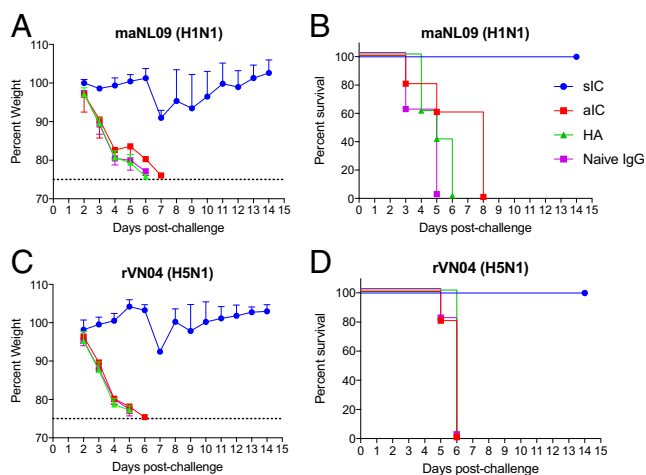 A
maNL09 (H1N1)
Percent Weight
110
100
90
80
70
0 1 2 3 4 5 6 7 8 9 10 11 12 13 14 15
Days post-challenge
B
maNL09 (H1N1)
Percent survival
100
80
60
40
20
0
0 1 2 3 4 5 6 7 8 9 10 11 12 13 14 15
Days post-challenge
sIC
aIC
HA
Naive IgG
C
rVN04 (H5N1)
Percent Weight
110
100
90
80
70
0 1 2 3 4 5 6 7 8 9 10 11 12 13 14 15
Days post-challenge
D
rVN04 (H5N1)
Percent survival
100
80
60
40
20
0
0 1 2 3 4 5 6 7 8 9 10 11 12 13 14 15
Days post-challenge